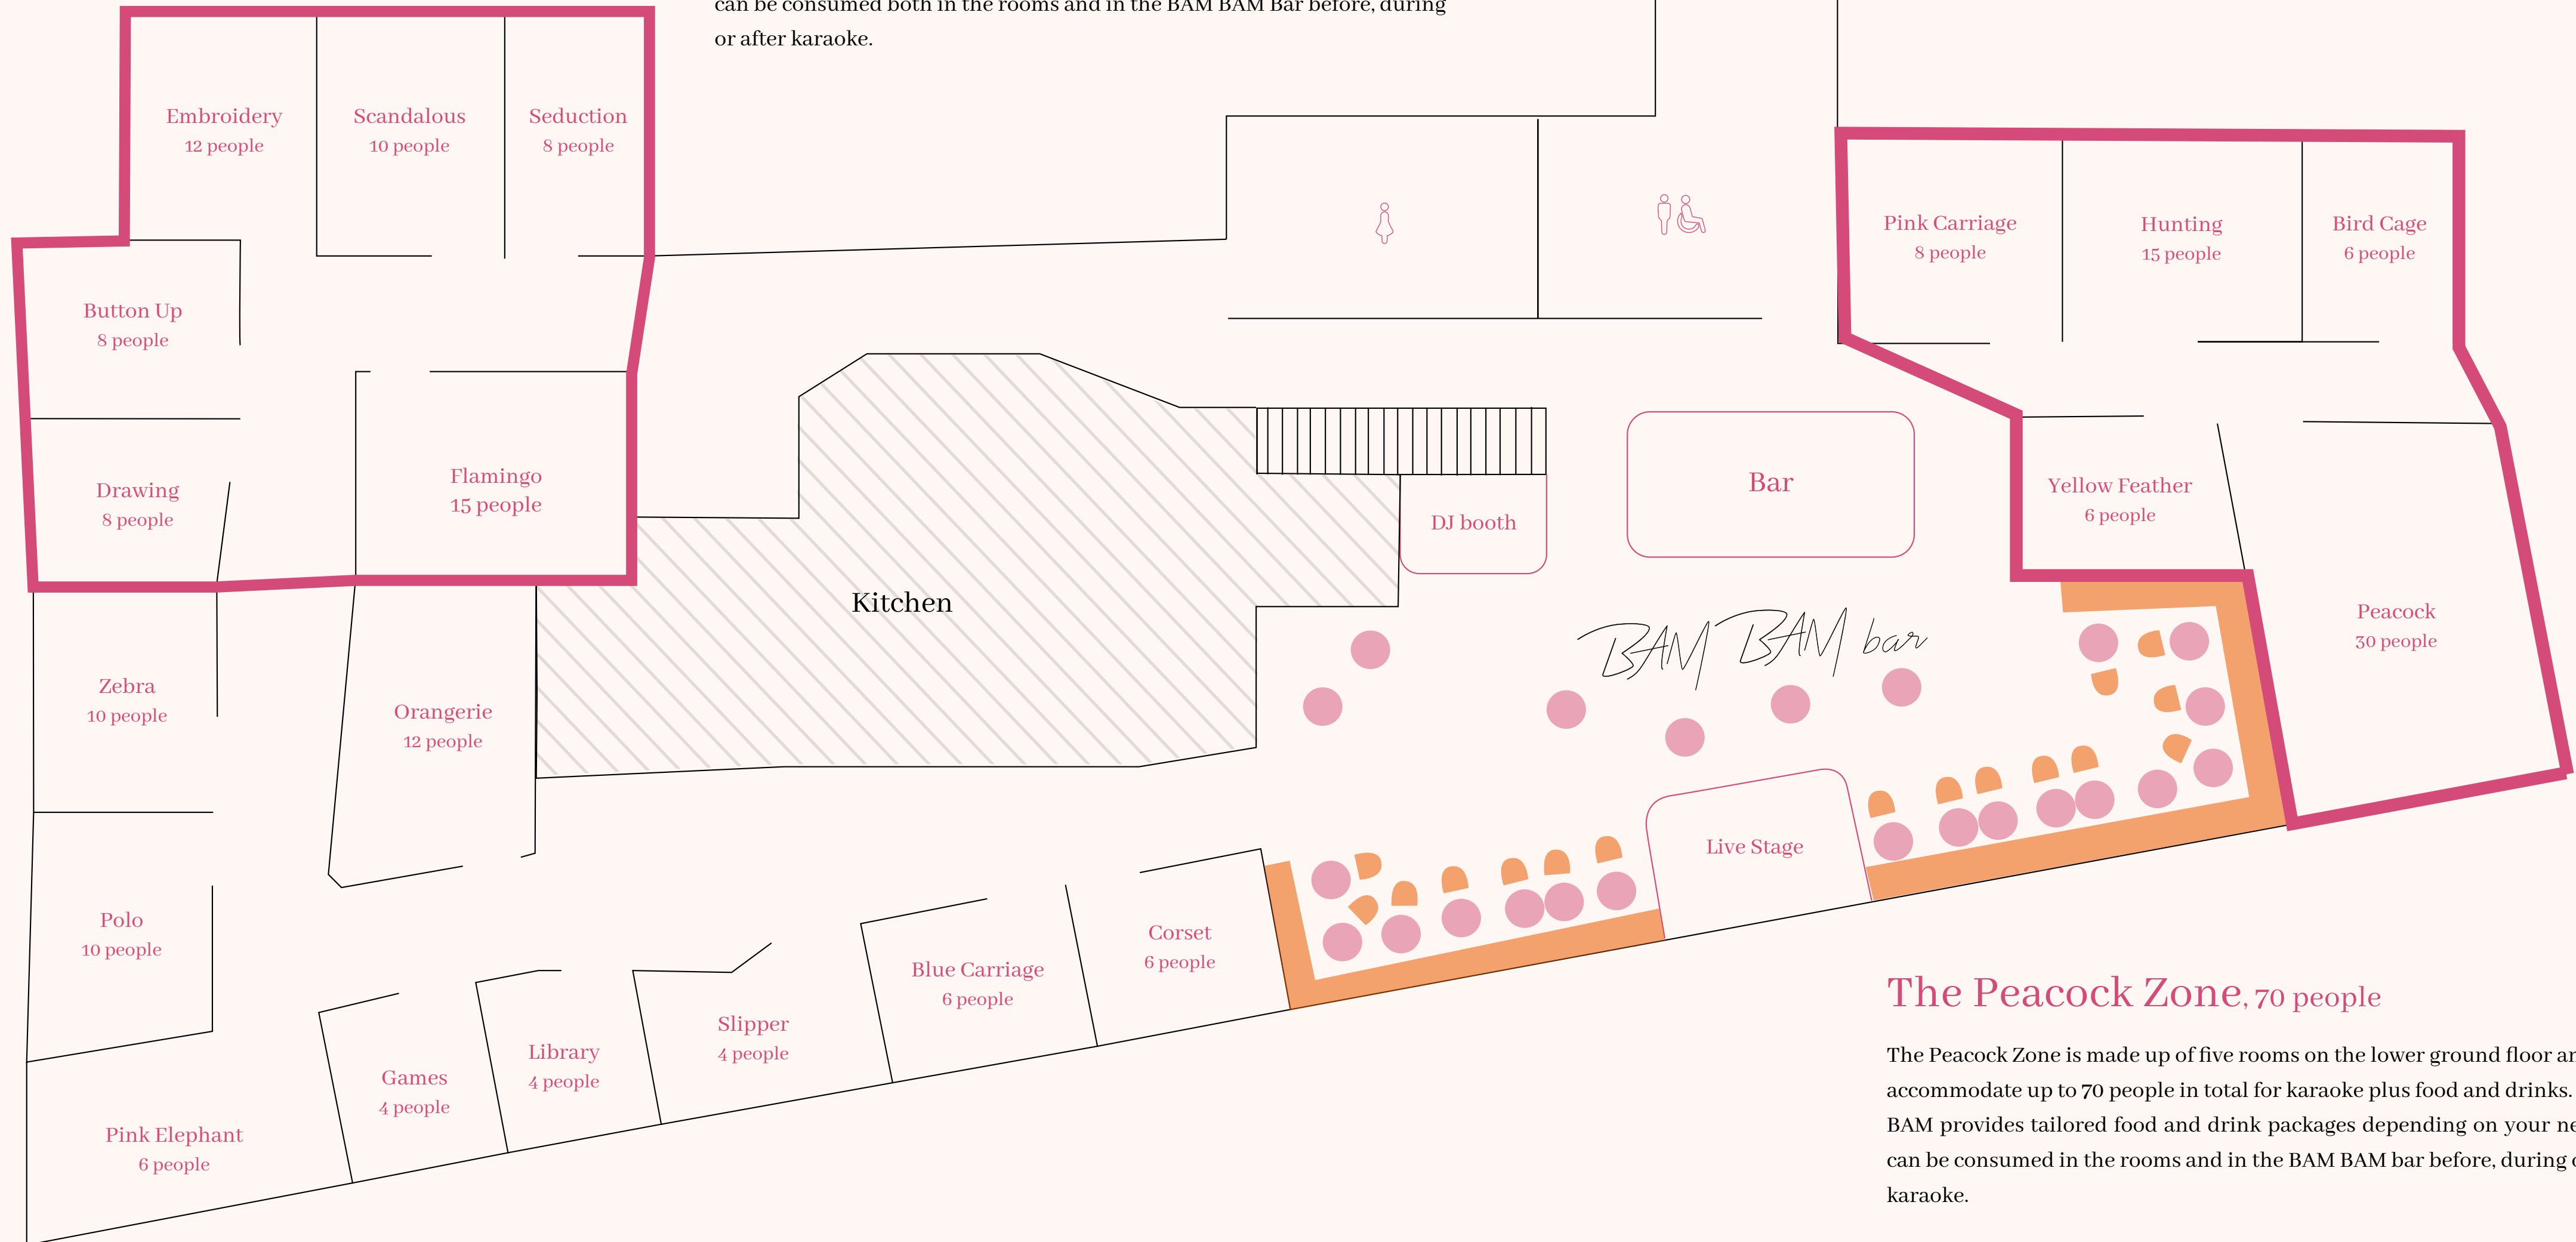 can be consumed both in the rooms and in the BAM BAM Bar before, during
or after karaoke.
Embroidery
12 people
Scandalous
10 people
Seduction
8 people
Button Up
8 people
Drawing
8 people
Flamingo
15 people
Pink Carriage
8 people
Hunting
15 people
Bird Cage
6 people
Yellow Feather
6 people
Peacock
30 people
Bar
DJ booth
Kitchen
BAM BAM bar
Live Stage
Zebra
10 people
Orangerie
12 people
Polo
10 people
Pink Elephant
6 people
Games
4 people
Library
4 people
Slipper
4 people
Blue Carriage
6 people
Corset
6 people
The Peacock Zone, 70 people
The Peacock Zone is made up of five rooms on the lower ground floor
accommodate up to 70 people in total for karaoke plus food and drinks.
BAM provides tailored food and drink packages depending on your
can be consumed in the rooms and in the BAM BAM bar before, during
karaoke.